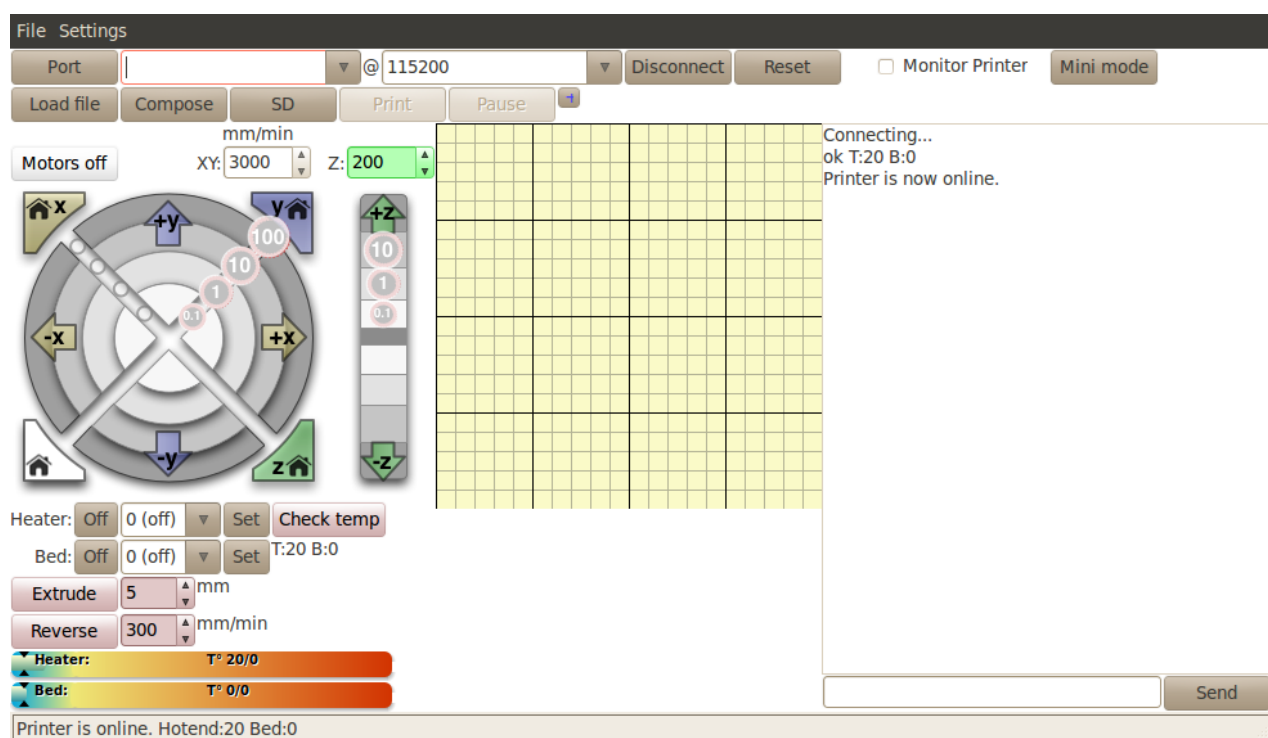 File Settings
Port @ 115200 Disconnect Reset Monitor Printer Mini mode
Load file Compose SD Print Pause
mm/min
Motors off XY: 3000 Z: 200
x +y y +z
100
10 10
1 1
0.1 0.1
-x +x
-y z -z
Heater: Off 0 (off) Set Check temp
Bed: Off 0 (off) Set T:20 B:0
Extrude 5 mm
Reverse 300 mm/min
Heater: T° 20/0
Bed: T° 0/0
Connecting...
ok T:20 B:0
Printer is now online.
Send
Printer is online. Hotend:20 Bed:0